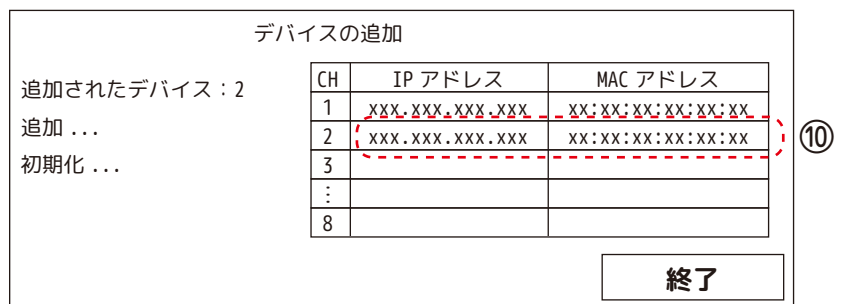 デバイスの追加
追加されたデバイス：2
追加 ...
初期化 ...
CH IP アドレス MAC アドレス
1 xxx.xxx.xxx.xxx xx:xx:xx:xx:xx:xx
2 xxx.xxx.xxx.xxx xx:xx:xx:xx:xx:xx
3
⋮
8
⑩
終了